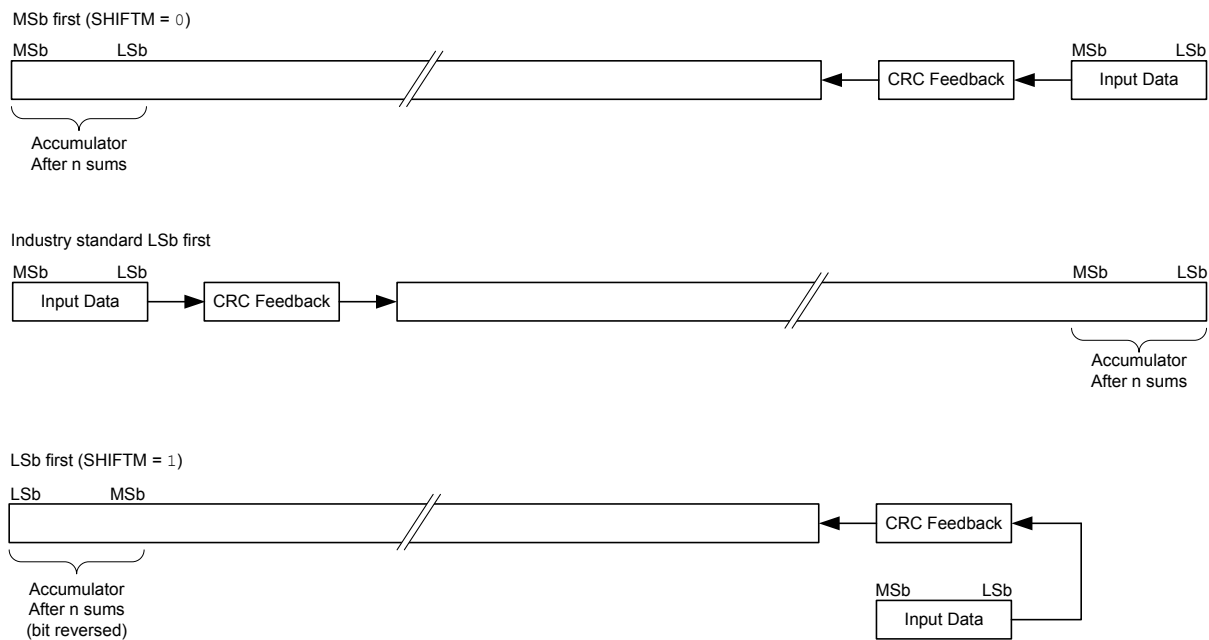 MSb first (SHIFTM = 0)
MSb LSb MSb LSb
CRC Feedback Input Data
Accumulator
After n sums
Industry standard LSb first
MSb LSb MSb LSb
Input Data CRC Feedback
Accumulator
After n sums
LSb first (SHIFTM = 1)
LSb MSb
CRC Feedback
Accumulator
After n sums
(bit reversed)
MSb LSb
Input Data